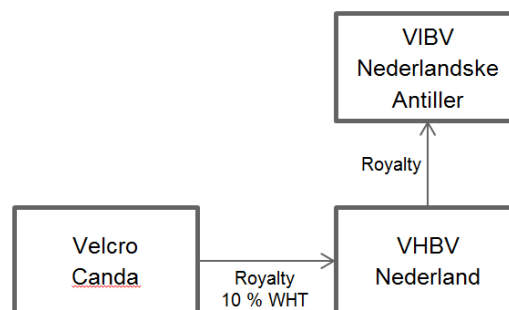 VIBV
Nederlandske
Antiller
Royalty
Velcro
Canda
Royalty
10 % WHT
VHBV
Nederland